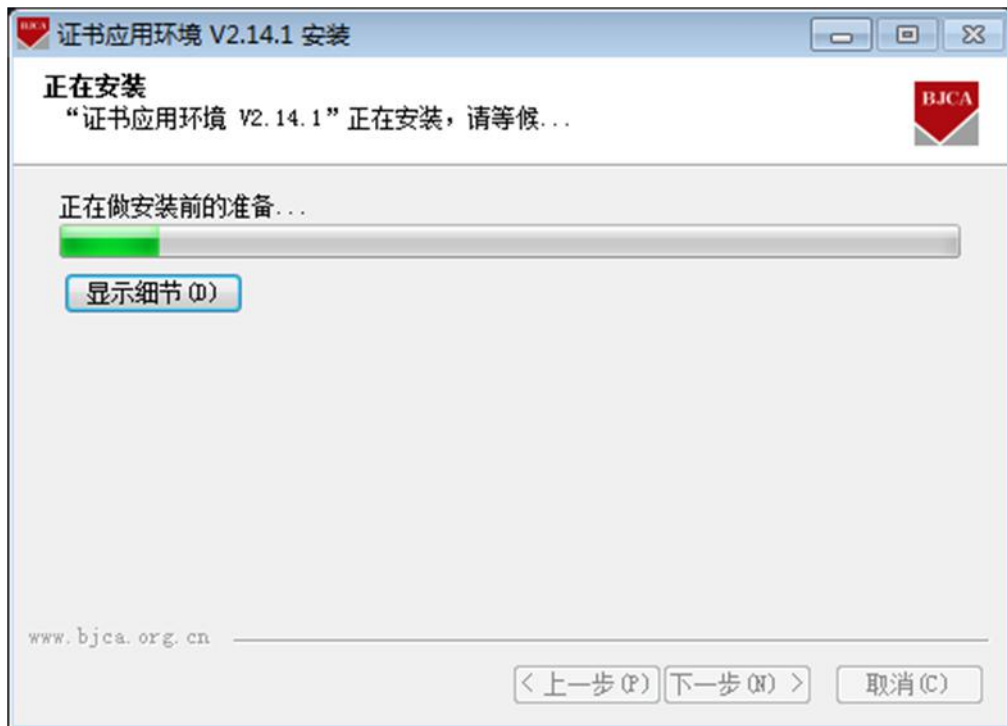 BJCA 证书应用环境 V2.14.1 安装
正在安装
“证书应用环境 V2.14.1”正在安装，请等候...
BJCA
正在做安装前的准备...
显示细节(D)
www.bjca.org.cn
< 上一步(P) 下一步(N) > 取消(C)